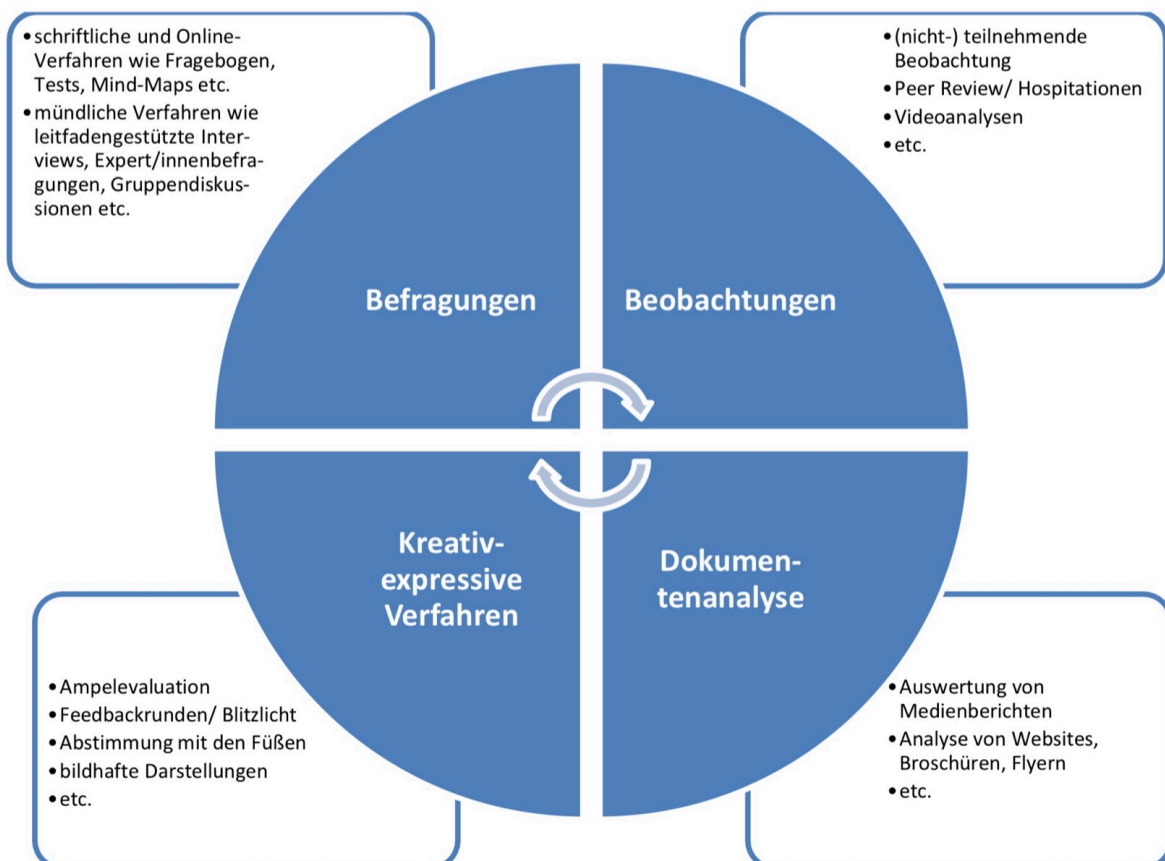 •schriftliche und Online-
Verfahren wie Fragebogen,
Tests, Mind-Maps etc.
•mündliche Verfahren wie
leitfadengestützte Inter-
views, Expert/innenbefra-
gungen, Gruppendiskus-
sionen etc.
•(nicht-) teilnehmende
Beobachtung
•Peer Review/ Hospitationen
•Videoanalysen
•etc.
Befragungen
Beobachtungen
Kreativ-
expressive
Verfahren
Dokumen-
tenanalyse
•Ampelevaluation
•Feedbackrunden/ Blitzlicht
•Abstimmung mit den Füßen
•bildhafte Darstellungen
•etc.
•Auswertung von
Medienberichten
•Analyse von Websites,
Broschüren, Flyern
•etc.